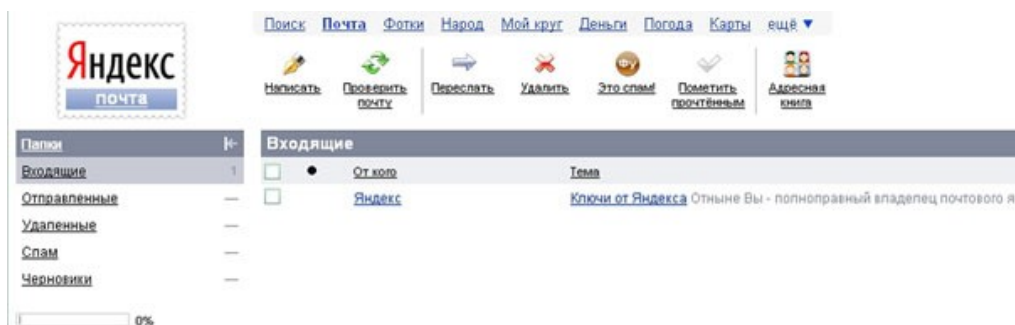 Поиск Почта Фотки Народ Мой круг Деньги Погода Карты ещё ▼
Яндекс
почта
Написать Проверить почту Переслать Удалить Фу Это спам! Пометить прочтённым Адресная книга
Папки
Входящие 1
Отправленные —
Удаленные —
Спам —
Черновики —
0%
Входящие
От кого Тема
Яндекс Ключи от Яндекса Отныне Вы - полноправный владелец почтового я